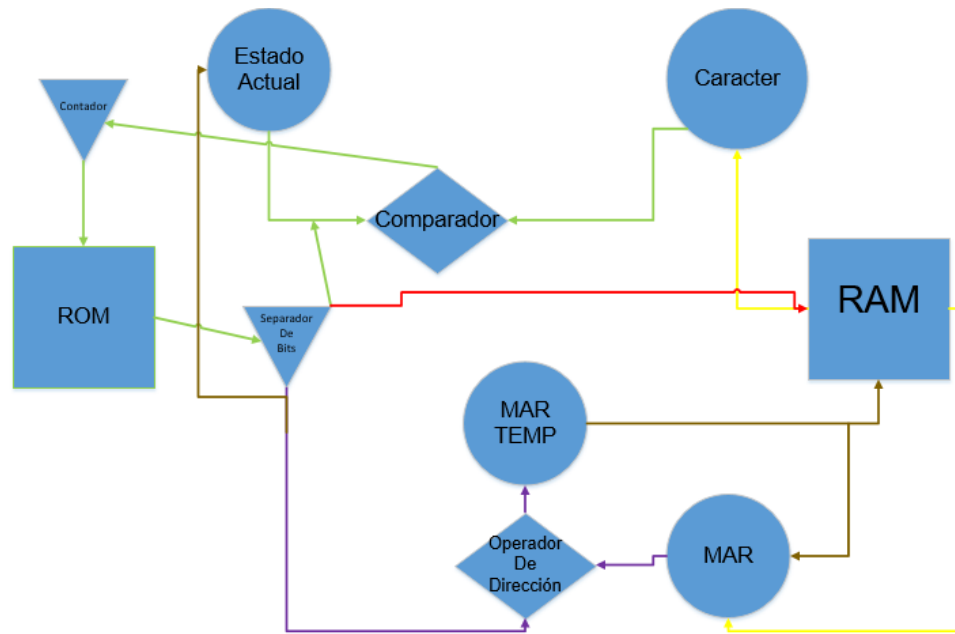 Estado
Actual
Caracter
Contador
Comparador
ROM
Separador
De
Bits
RAM
MAR
TEMP
Operador
De
Dirección
MAR